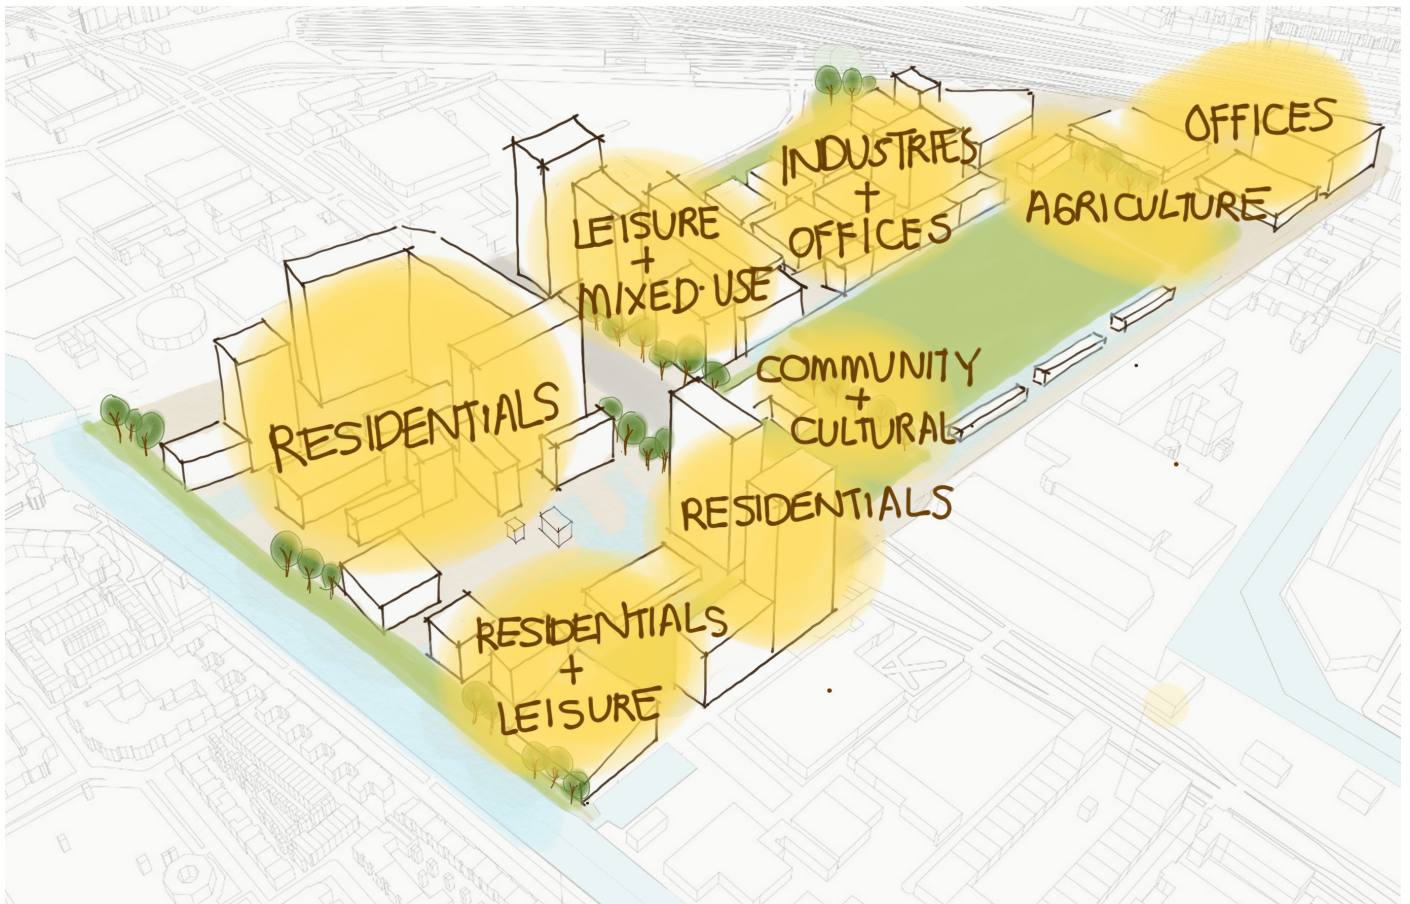 OFFICES
INDUSTRIES
+
OFFICES
AGRICULTURE
LEISURE
+
MIXED-USE
COMMUNITY
+
CULTURAL
RESIDENTIALS
RESIDENTIALS
RESIDENTIALS
+
LEISURE